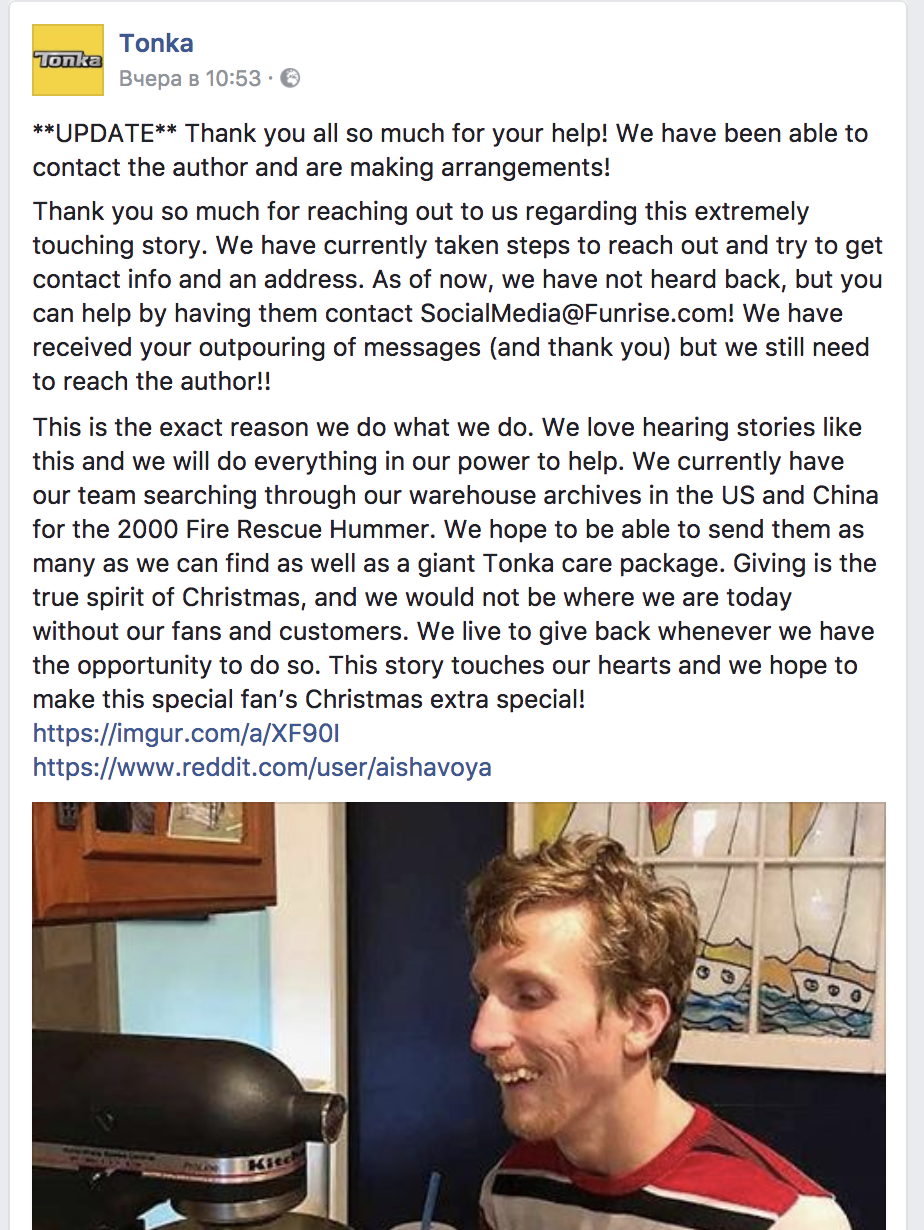 Tonka
Tonka
Вчера в 10:53 ·
**UPDATE** Thank you all so much for your help! We have been able to
contact the author and are making arrangements!
Thank you so much for reaching out to us regarding this extremely
touching story. We have currently taken steps to reach out and try to get
contact info and an address. As of now, we have not heard back, but you
can help by having them contact SocialMedia@Funrise.com! We have
received your outpouring of messages (and thank you) but we still need
to reach the author!!
This is the exact reason we do what we do. We love hearing stories like
this and we will do everything in our power to help. We currently have
our team searching through our warehouse archives in the US and China
for the 2000 Fire Rescue Hummer. We hope to be able to send them as
many as we can find as well as a giant Tonka care package. Giving is the
true spirit of Christmas, and we would not be where we are today
without our fans and customers. We live to give back whenever we have
the opportunity to do so. This story touches our hearts and we hope to
make this special fan’s Christmas extra special!
https://imgur.com/a/XF90I
https://www.reddit.com/user/aishavoya